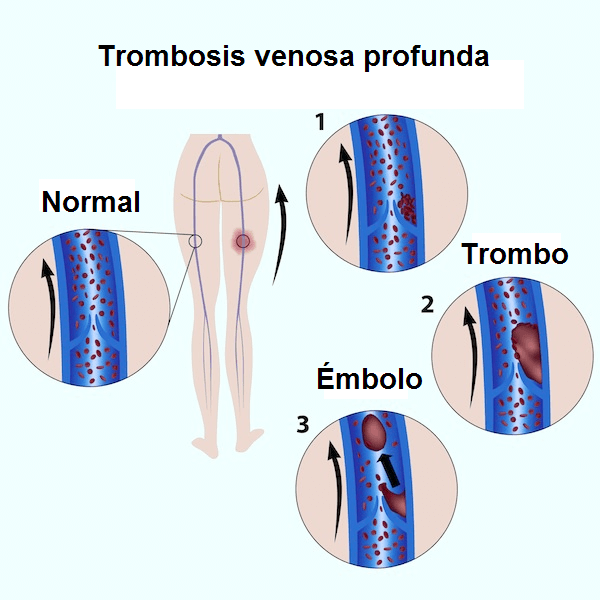 Trombosis venosa profunda
1
Normal
Trombo
2
Émbolo
3